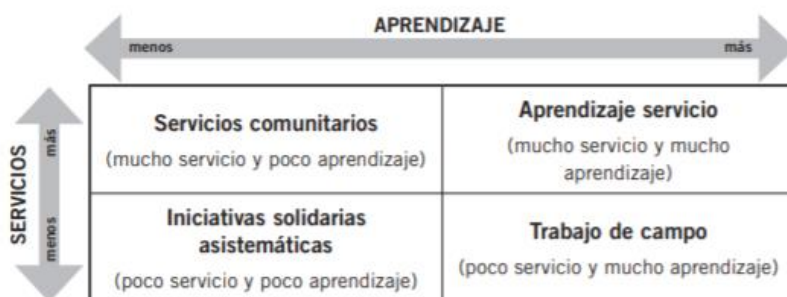 APRENDIZAJE
menos
más
SERVICIOS
más
menos
Servicios comunitarios
(mucho servicio y poco aprendizaje)
Aprendizaje servicio
(mucho servicio y mucho
aprendizaje)
Iniciativas solidarias
asistemáticas
(poco servicio y poco aprendizaje)
Trabajo de campo
(poco servicio y mucho aprendizaje)